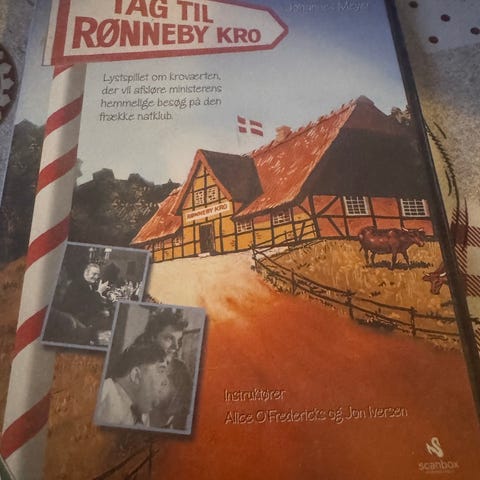 Johannes Meyer
TAG TIL
RØNNEBY KRO
Lystspillet om kroværten,
der vil afsløre ministerens
hemmelige besøg på den
frække natklub.
RØNNEBY KRO
Instruktører
Alice O'Fredericks og Jon Iversen
scanbox